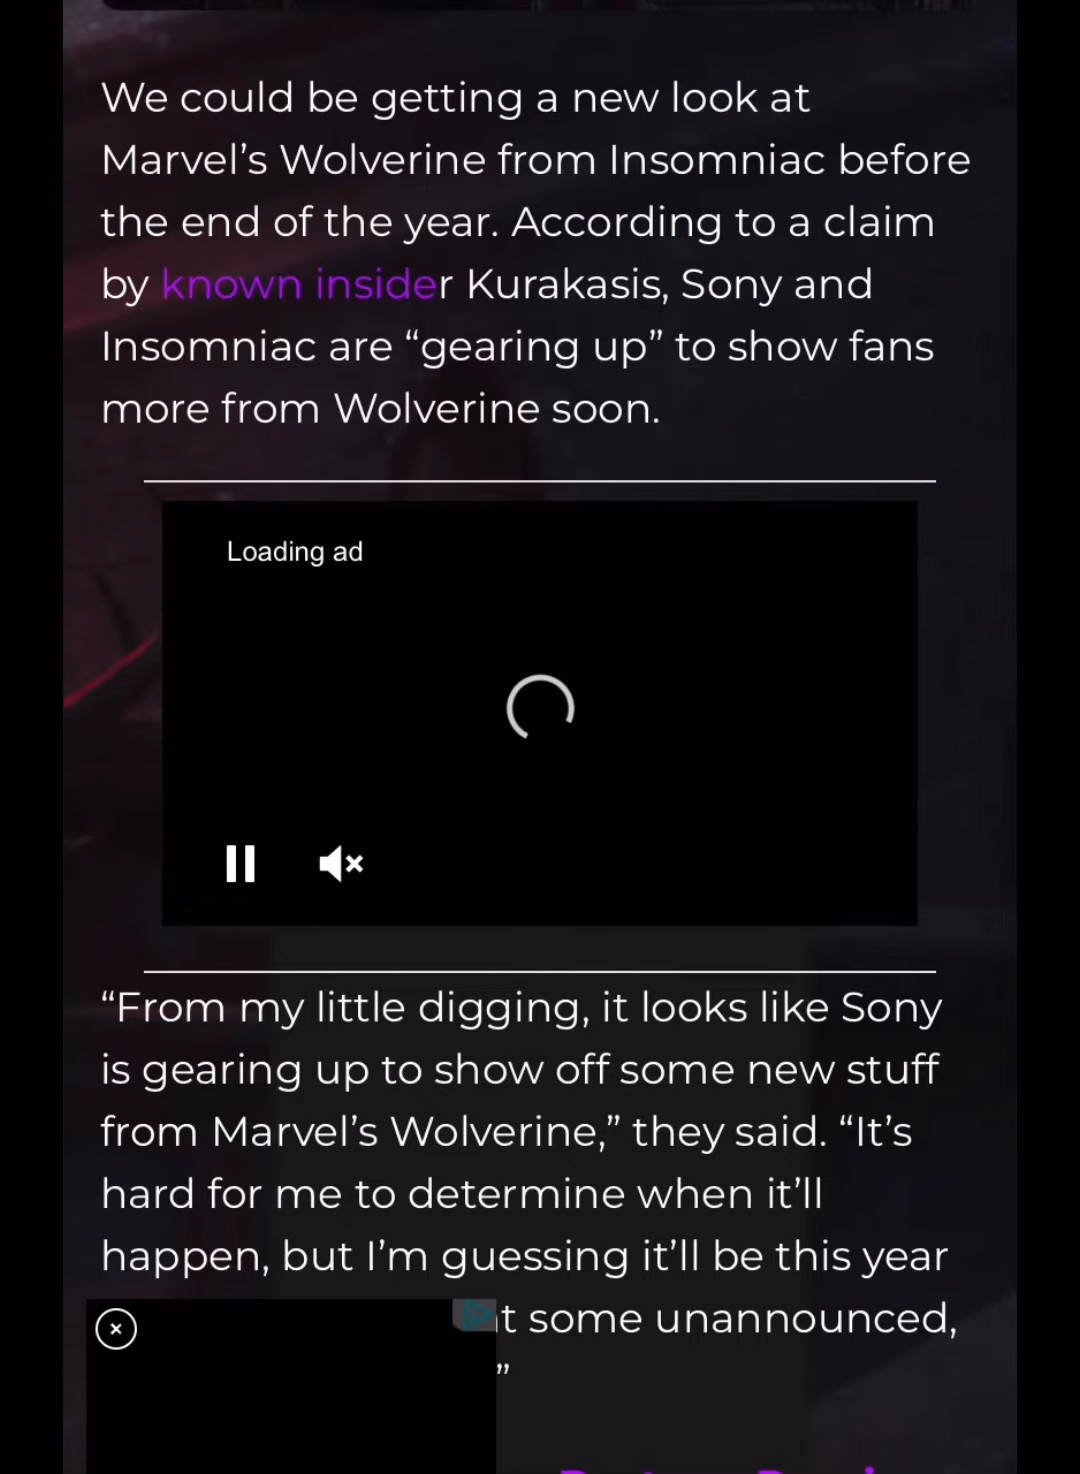 We could be getting a new look at
Marvel’s Wolverine from Insomniac before
the end of the year. According to a claim
by known insider Kurakasis, Sony and
Insomniac are “gearing up” to show fans
more from Wolverine soon.
Loading ad
“From my little digging, it looks like Sony
is gearing up to show off some new stuff
from Marvel’s Wolverine,” they said. “It’s
hard for me to determine when it’ll
happen, but I’m guessing it’ll be this year
some unannounced,
”